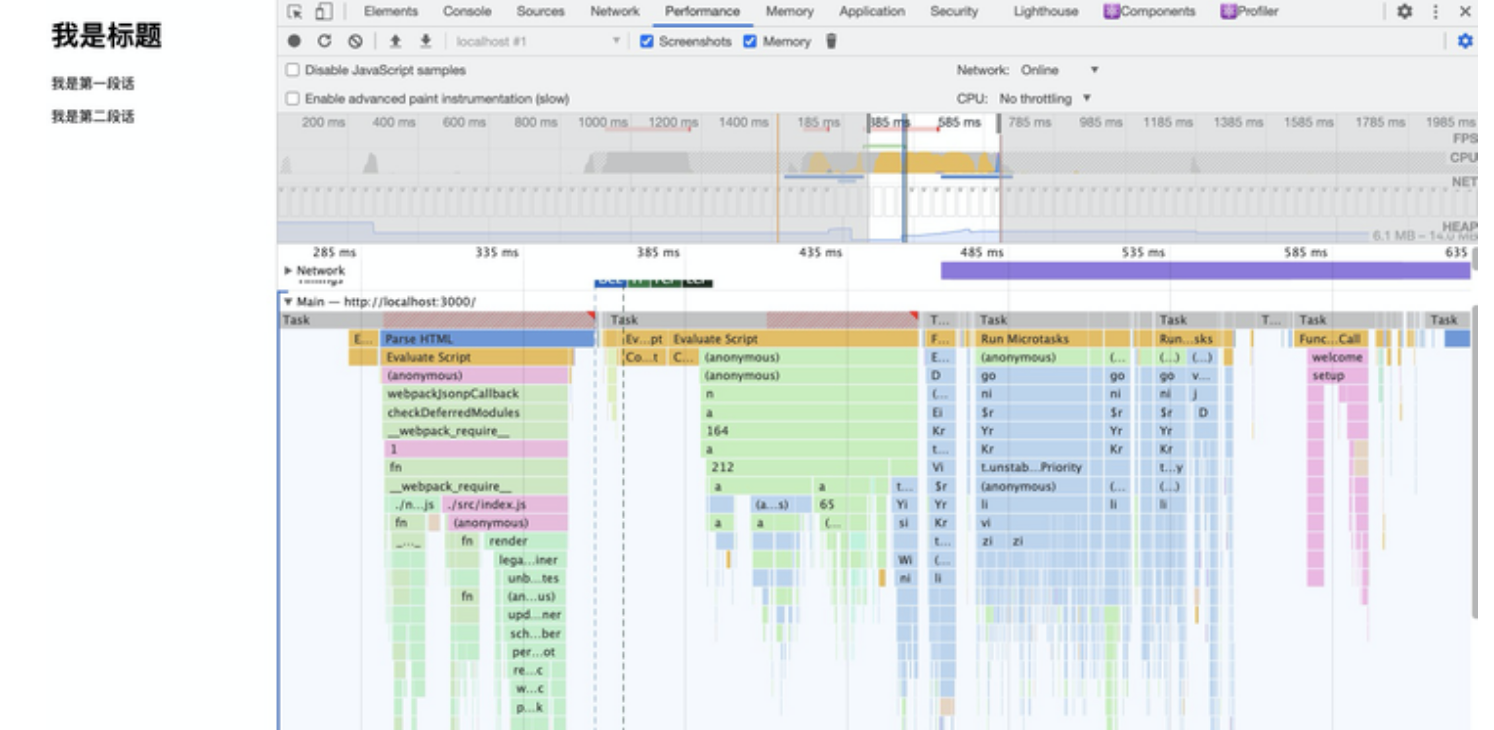 我是标题
我是第一段话
我是第二段话
Elements Console Sources Network Performance Memory Application Security Lighthouse Components Profiler
localhost #1 Screenshots Memory
Disable JavaScript samples Network: Online
Enable advanced paint instrumentation (slow) CPU: No throttling
200 ms 400 ms 600 ms 800 ms 1000 ms 1200 ms 1400 ms 185 ms 385 ms 585 ms 785 ms 985 ms 1185 ms 1385 ms 1585 ms 1785 ms 1985 ms
FPS
CPU
NET
HEAP
6.1 MB – 14.0 MB
285 ms 335 ms 385 ms 435 ms 485 ms 535 ms 585 ms 635
Network
Timings DCL FP FCP LCP
Main — http://localhost:3000/
Task Task T... Task Task T... Task Task
E... Parse HTML Ev...pt Evaluate Script F... Run Microtasks Run...sks Func...Call
Evaluate Script Co...t C... (anonymous) E... (anonymous) (... (...) (...) welcome
(anonymous) (anonymous) D go go go v... setup
webpackJsonpCallback n (... ni ni ni j
checkDeferredModules a Ei $r $r $r D
__webpack_require__ 164 Kr Yr Yr Yr
1 a t... Kr Kr Kr
fn 212 Vi t.unstab...Priority t...y
__webpack_require__ a a t... $r (anonymous) (... (...)
./n...js ./src/index.js (a...s) 65 Yi Yr li li li
fn (anonymous) a a (... si Kr vi
_..._ fn render t... zi zi
lega...iner Wi (...
unb...tes ni li
fn (an...us)
upd...ner
sch...ber
per...ot
re...c
w...c
p...k